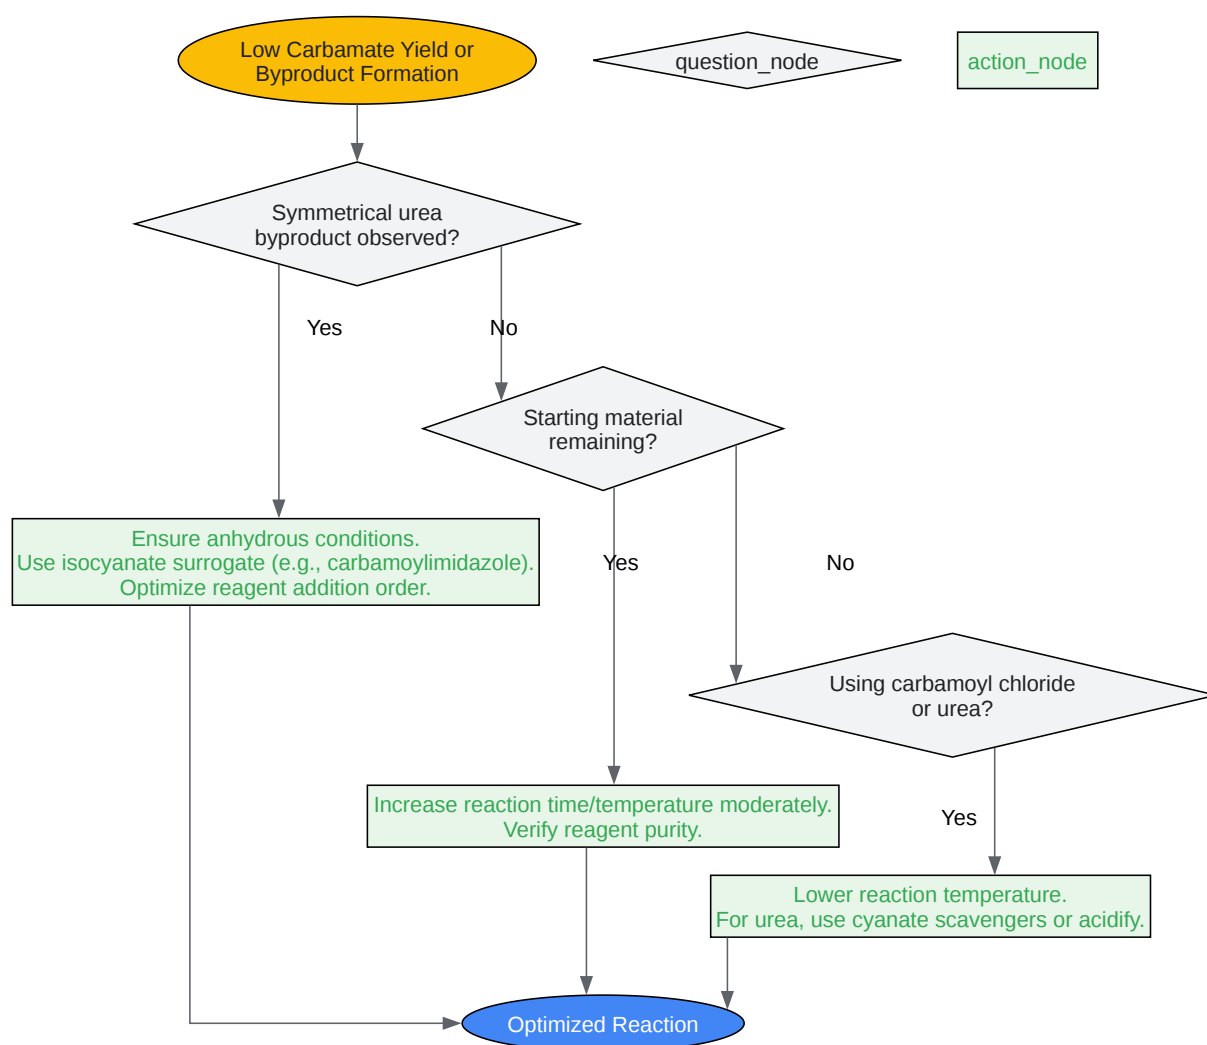 Low Carbamate Yield or
Byproduct Formation
question_node
action_node
Symmetrical urea
byproduct observed?
Yes
No
Starting material
remaining?
Ensure anhydrous conditions.
Use isocyanate surrogate (e.g., carbamoylimidazole).
Optimize reagent addition order.
Yes
No
Using carbamoyl chloride
or urea?
Increase reaction time/temperature moderately.
Verify reagent purity.
Yes
Lower reaction temperature.
For urea, use cyanate scavengers or acidify.
Optimized Reaction